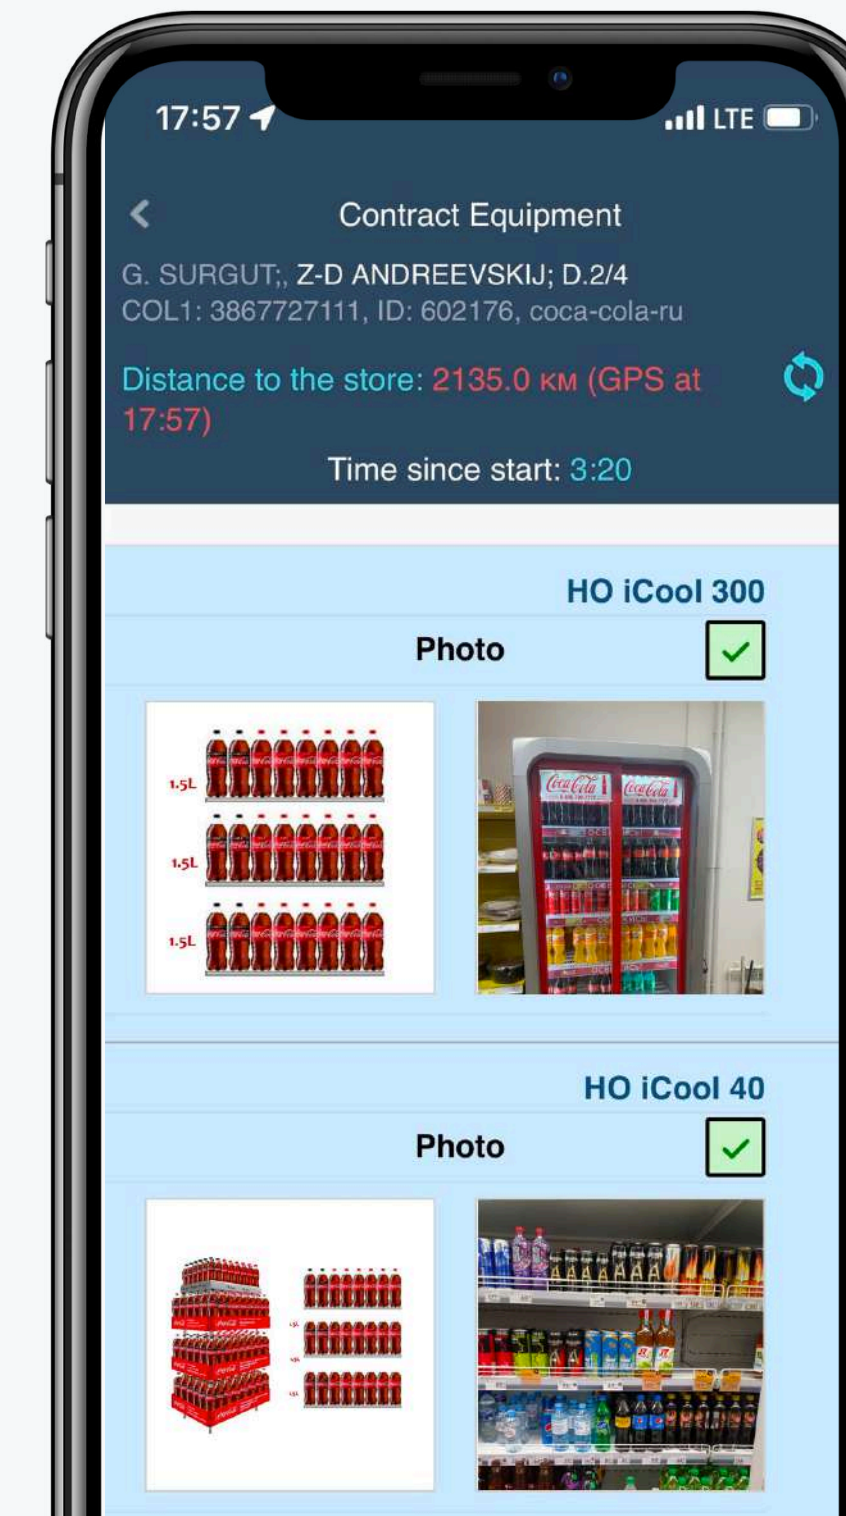 17:57
LTE
Contract Equipment
G. SURGUT;, Z-D ANDREEVSKIJ; D.2/4
COL1: 3867727111, ID: 602176, coca-cola-ru
Distance to the store: 2135.0 км (GPS at
17:57)
Time since start: 3:20
HO iCool 300
Photo
1.5L
1.5L
1.5L
Coca-Cola
Coca-Cola
HO iCool 40
Photo